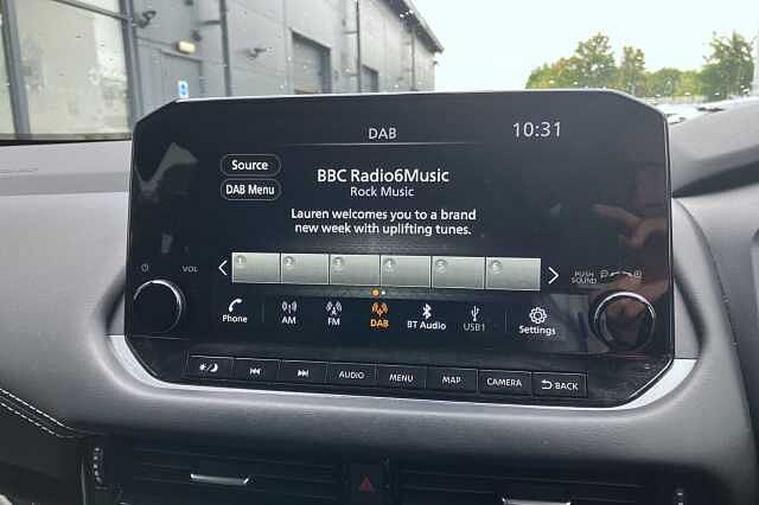 DAB
10:31
Source
DAB Menu
BBC Radio6Music
Rock Music
Lauren welcomes you to a brand
new week with uplifting tunes.
1 2 3 4 5 6
VOL
PUSH
SOUND
Phone
AM
FM
DAB
BT Audio
USB1
Settings
AUDIO
MENU
MAP
CAMERA
BACK